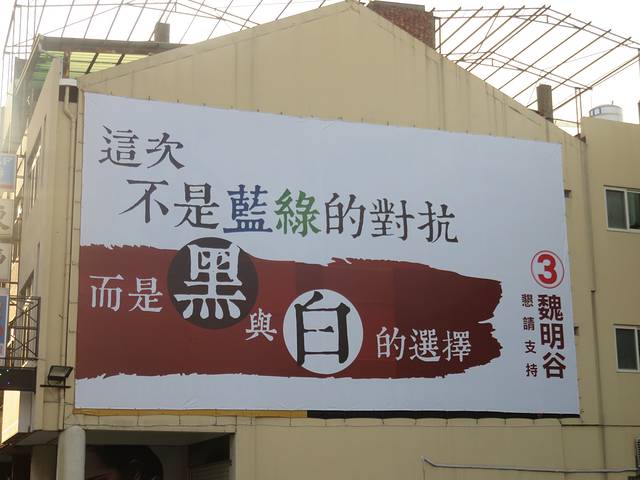 這次
不是藍綠的對抗
而是黑與白的選擇
3
魏明谷
懇請支持